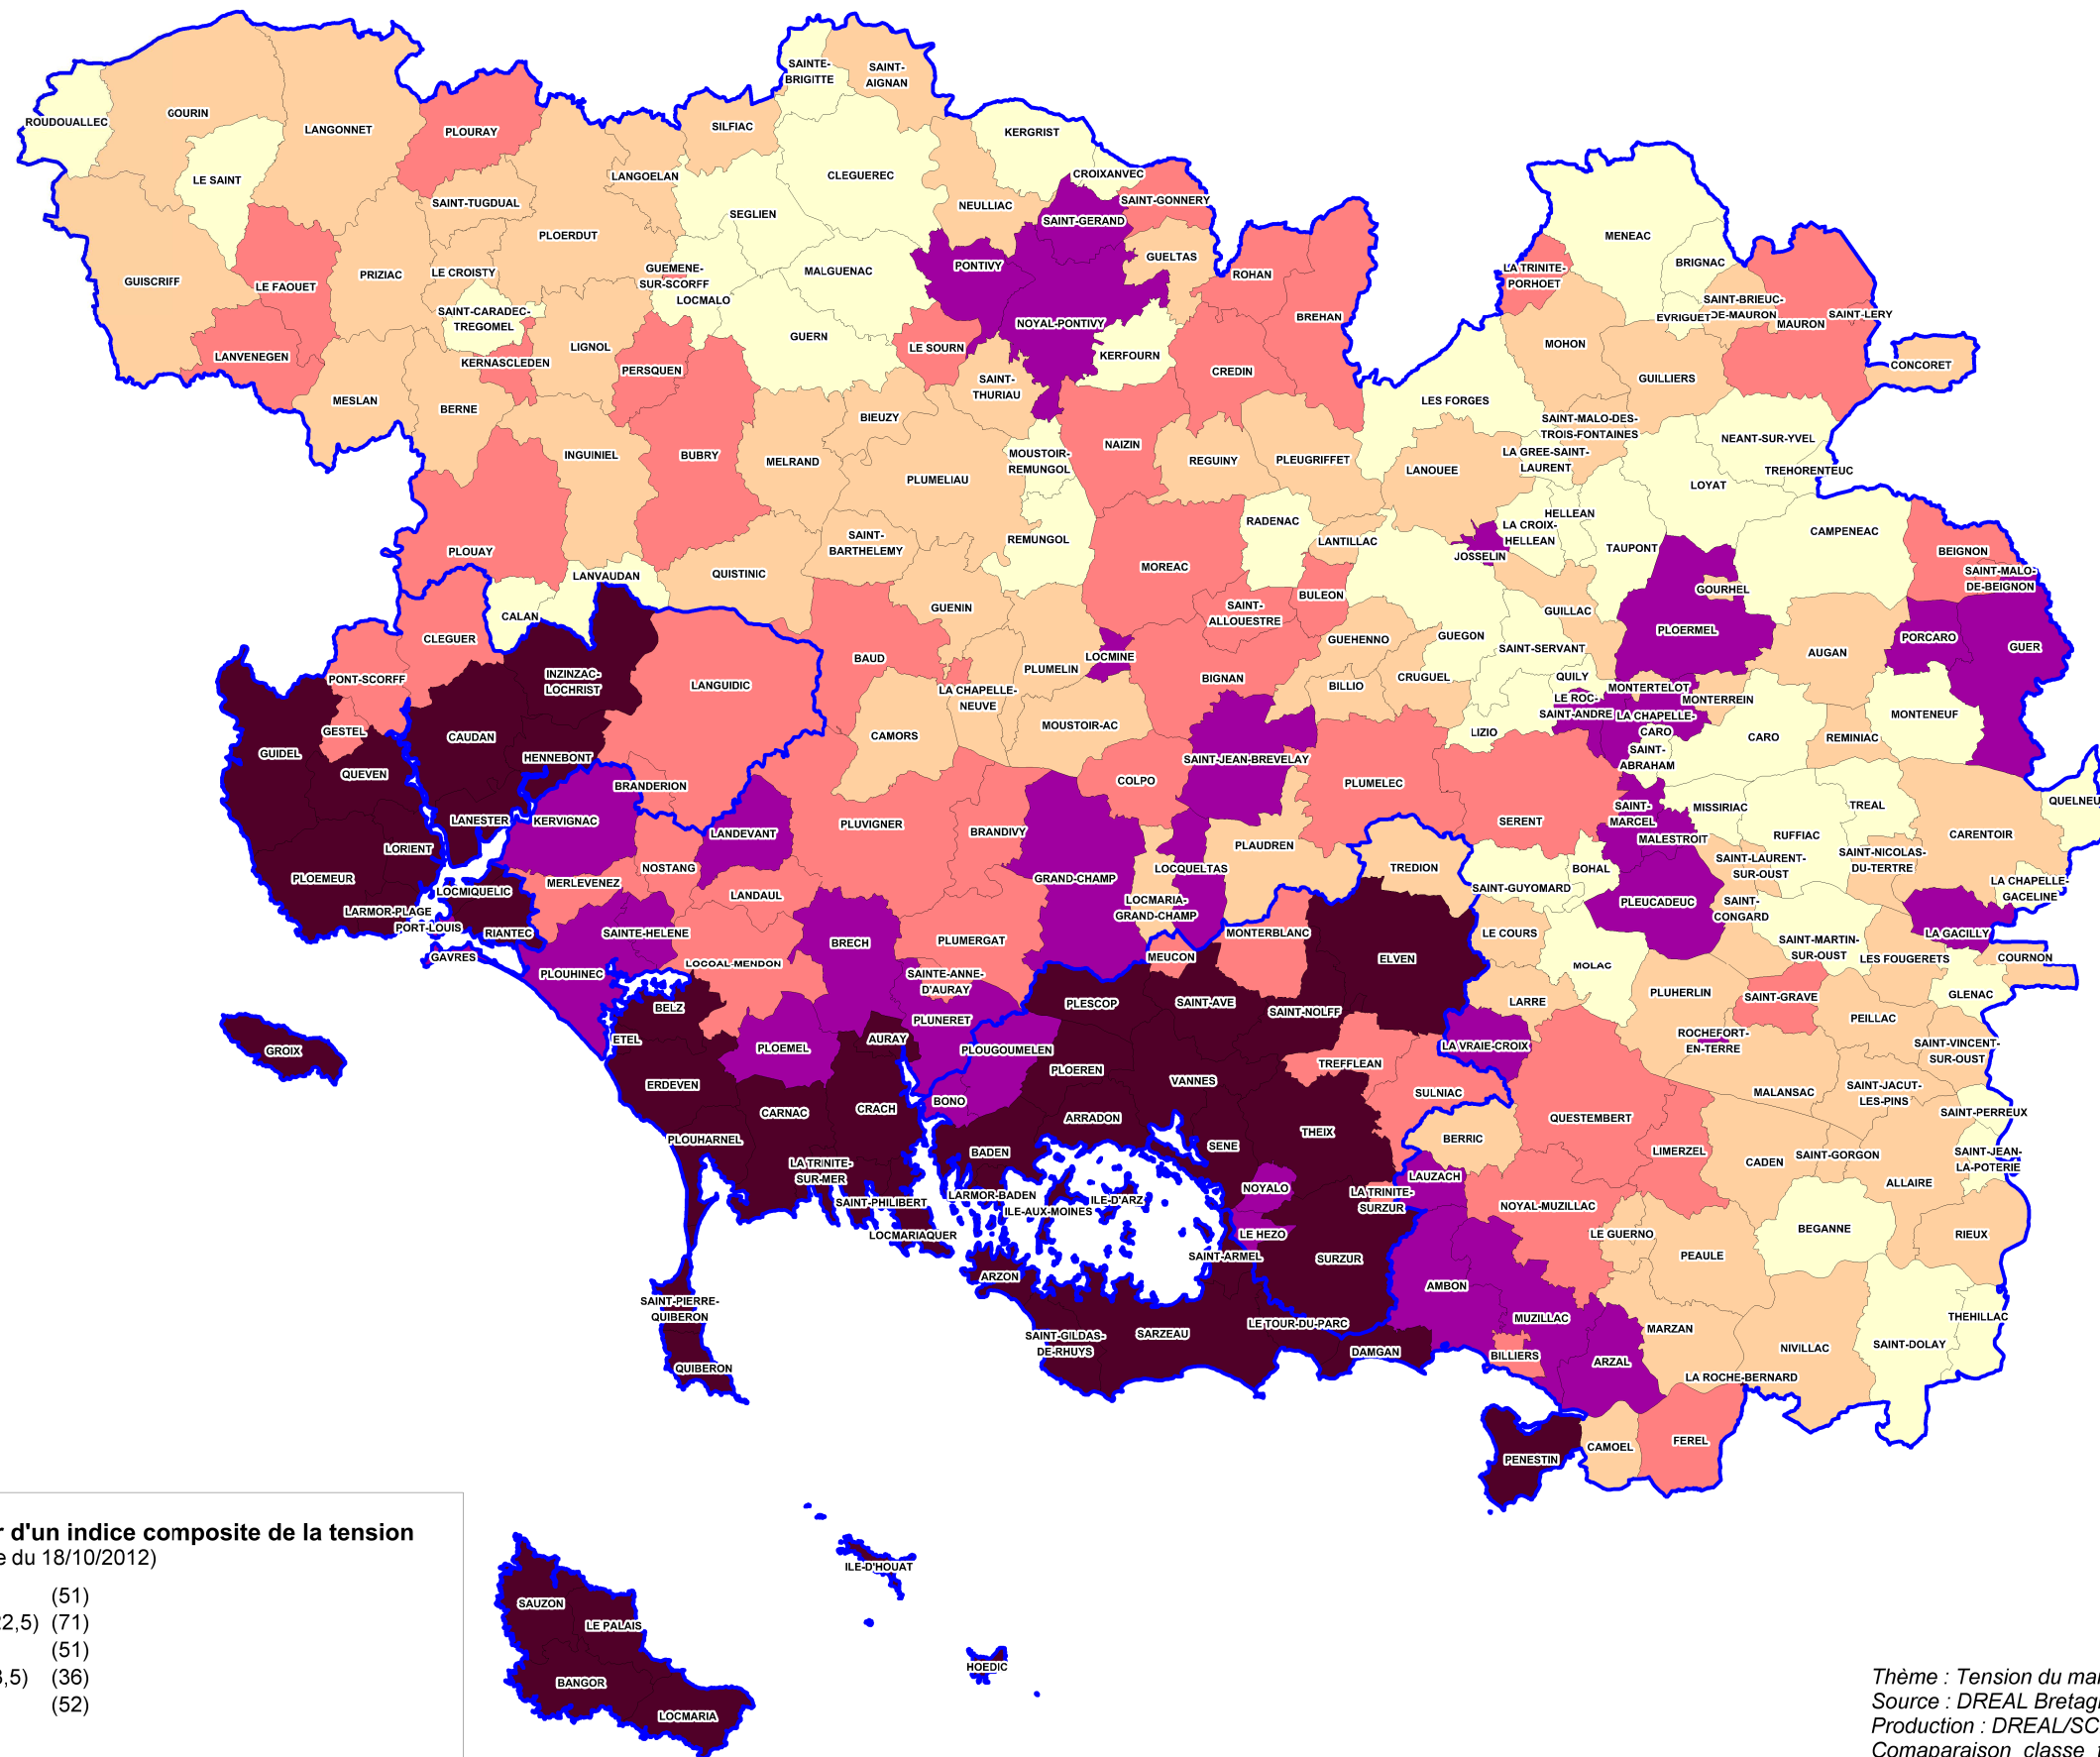 SAINTE-
BRIGITTE
SAINT-
AIGNAN
ROUDOUALLEC
GOURIN
LANGONNET
PLOURAY
SILFIAC
KERGRIST
LE SAINT
LANGOELAN
CLEGUEREC
CROIXANVEC
SAINT-GONNERY
SAINT-TUGDUAL
SEGLIEN
NEULLIAC
SAINT-GERAND
PLOERDUT
MENEAC
GUISCRIFF
LE FAOUET
PRIZIAC
LE CROISTY
GUEMENE-
SUR-SCORFF
LOCMALO
MALGUENAC
PONTIVY
GUELTAS
ROHAN
LA TRINITE-
PORHOET
BRIGNAC
SAINT-BRIEUC-
DE-MAURON
EVRIGUET
MAURON
SAINT-LERY
SAINT-CARADEC-
TREGOMEL
NOYAL-PONTIVY
BREHAN
GUERN
LE SOURN
KERFOURN
MOHON
LANVENEGEN
KERNASCLEDEN
LIGNOL
PERSQUEN
CREDIN
GUILLIERS
CONCORET
SAINT-
THURIAU
MESLAN
BERNE
BIEUZY
LES FORGES
SAINT-MALO-DES-
TROIS-FONTAINES
NEANT-SUR-YVEL
INGUINIEL
BUBRY
MELRAND
MOUSTOIR-
REMUNGOL
NAIZIN
REGUINY
PLEUGRIFFET
LANOUEE
LA GREE-SAINT-
LAURENT
TREHORENTEUC
PLUMELIAU
LOYAT
PLOUAY
SAINT-
BARTHELEMY
REMUNGOL
RADENAC
LANTILLAC
HELLEAN
LA CROIX-
HELLEAN
JOSSELIN
TAUPONT
CAMPENEAC
BEIGNON
SAINT-MALO-
DE-BEIGNON
LANVAUDAN
QUISTINIC
MOREAC
CALAN
GUENIN
SAINT-
ALLOUESTRE
BULEON
GUILLAC
GOURHEL
CLEGUER
GUEHENNO
GUEGON
PLOERMEL
PORCARO
GUER
SAINT-SERVANT
AUGAN
BAUD
LOCMINE
PONT-SCORFF
INZINZAC-
LOCHRIST
LANGUIDIC
PLUMELIN
BIGNAN
BILLIO
CRUGUEL
QUILY
MONTERTELOT
MONTERREIN
LA CHAPELLE-
NEUVE
LE ROC-
SAINT-ANDRE
LA CHAPELLE-
CARO
MONTENEUF
GESTEL
CAUDAN
CAMORS
MOUSTOIR-AC
LIZIO
CARO
REMINIAC
GUIDEL
HENNEBONT
SAINT-JEAN-BREVELAY
SAINT-
ABRAHAM
QUEVEN
BRANDERION
COLPO
PLUMELEC
QUELNEU
LANESTER
KERVIGNAC
LANDEVANT
PLUVIGNER
BRANDIVY
SERENT
SAINT-
MARCEL
MISSIRIAC
TREAL
MALESTROIT
RUFFIAC
CARENTOIR
LORIENT
PLAUDREN
PLOEMEUR
NOSTANG
GRAND-CHAMP
LOCQUELTAS
TREDION
BOHAL
SAINT-LAURENT-
SUR-OUST
SAINT-NICOLAS-
DU-TERTRE
LOCMIQUELIC
MERLEVENEZ
LANDAUL
SAINT-GUYOMARD
LA CHAPELLE-
GACELINE
LARMOR-PLAGE
PORT-LOUIS
RIANTEC
LOCMARIA-
GRAND-CHAMP
PLEUCADEUC
SAINT-
CONGARD
SAINTE-HELENE
BRECH
PLUMERGAT
MONTERBLANC
LE COURS
LA GACILLY
GAVRES
PLOUHINEC
LOCOAL-MENDON
SAINTE-ANNE-
D'AURAY
MEUCON
ELVEN
MOLAC
SAINT-MARTIN-
SUR-OUST
LES FOUGERETS
COURNON
BELZ
PLESCOP
SAINT-AVE
SAINT-NOLFF
LARRE
PLUHERLIN
SAINT-GRAVE
GLENAC
PLUNERET
PEILLAC
GROIX
ETEL
PLOEMEL
AURAY
PLOUGOUMELEN
LA VRAIE-CROIX
ROCHEFORT-
EN-TERRE
SAINT-VINCENT-
SUR-OUST
ERDEVEN
PLOEREN
VANNES
TREFFLEAN
SULNIAC
MALANSAC
SAINT-JACUT-
LES-PINS
CARNAC
CRACH
BONO
ARRADON
QUESTEMBERT
SAINT-PERREUX
PLOUHARNEL
BADEN
SENE
THEIX
BERRIC
LIMERZEL
CADEN
SAINT-GORGON
SAINT-JEAN-
LA-POTERIE
LA TRINITE-
SUR-MER
SAINT-PHILIBERT
LARMOR-BADEN
ILE-AUX-MOINES
ILE-D'ARZ
NOYALO
LA TRINITE-
SURZUR
LAUZACH
NOYAL-MUZILLAC
ALLAIRE
LOCMARIAQUER
LE HEZO
LE GUERNO
BEGANNE
RIEUX
SAINT-ARMEL
SURZUR
PEAULE
ARZON
AMBON
SAINT-PIERRE-
QUIBERON
SAINT-GILDAS-
DE-RHUYS
SARZEAU
LE TOUR-DU-PARC
MUZILLAC
MARZAN
THEHILLAC
QUIBERON
DAMGAN
BILLIERS
ARZAL
NIVILLAC
SAINT-DOLAY
LA ROCHE-BERNARD
PENESTIN
CAMOEL
FEREL
r d'un indice composite de la tension
e du 18/10/2012)
(51)
22,5) (71)
(51)
3,5) (36)
(52)
ILE-D'HOUAT
SAUZON
LE PALAIS
HOEDIC
BANGOR
LOCMARIA
Thème : Tension du mar
Source : DREAL Bretag
Production : DREAL/SC
Comaparaison_classe_